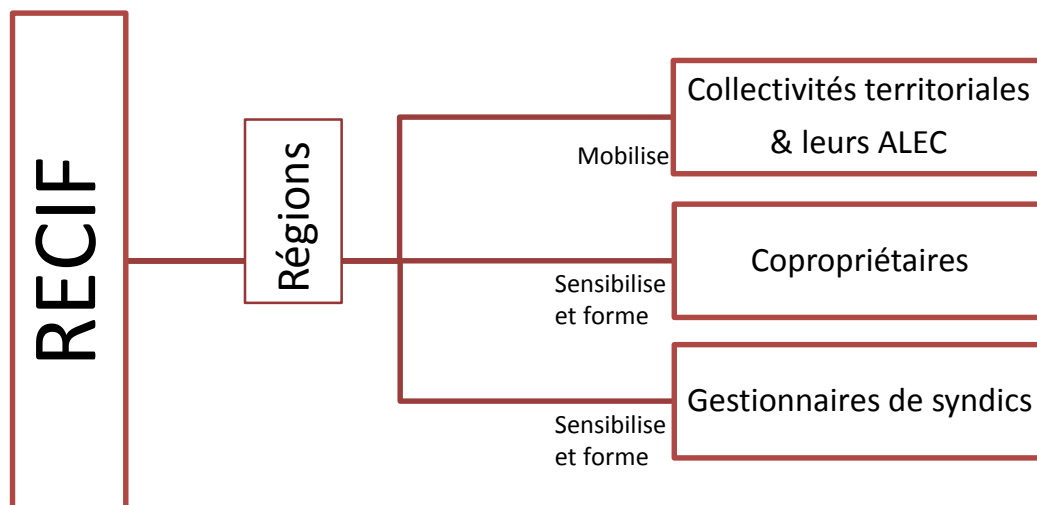 RECIF
Régions
Mobilise
Collectivités territoriales
& leurs ALEC
Sensibilise
et forme
Copropriétaires
Sensibilise
et forme
Gestionnaires de syndics